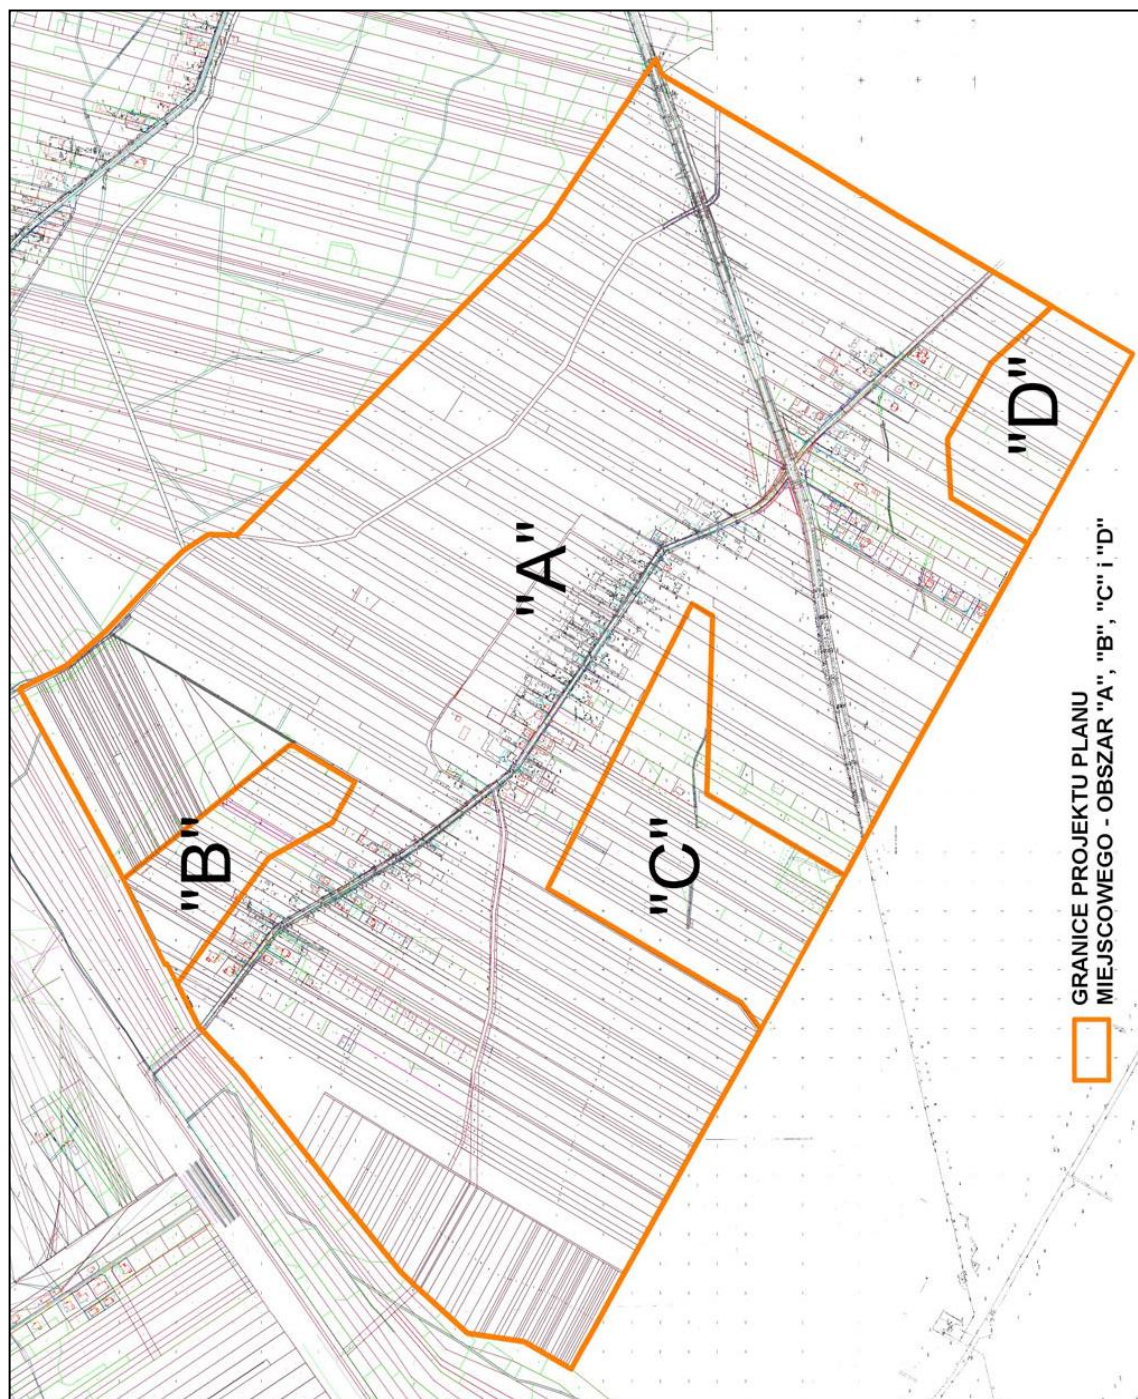 "A"
"B"
"C"
"D"
GRANICE PROJEKTU PLANU
MIEJSCOWEGO - OBSZAR "A", "B", "C" i "D"